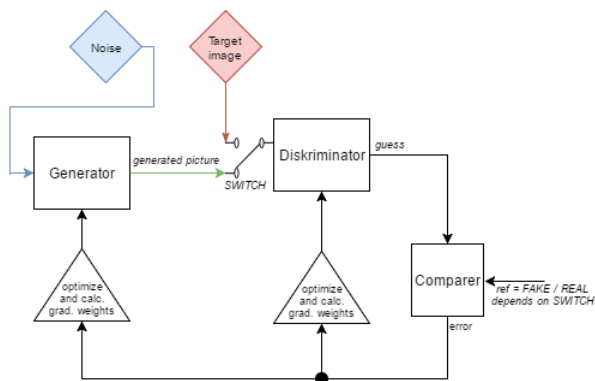 Noise
Target
image
generated picture
Generator
SWITCH
Diskriminator
guess
optimize
and calc.
grad. weights
optimize
and calc.
grad. weights
Comparer
ref = FAKE / REAL
depends on SWITCH
error